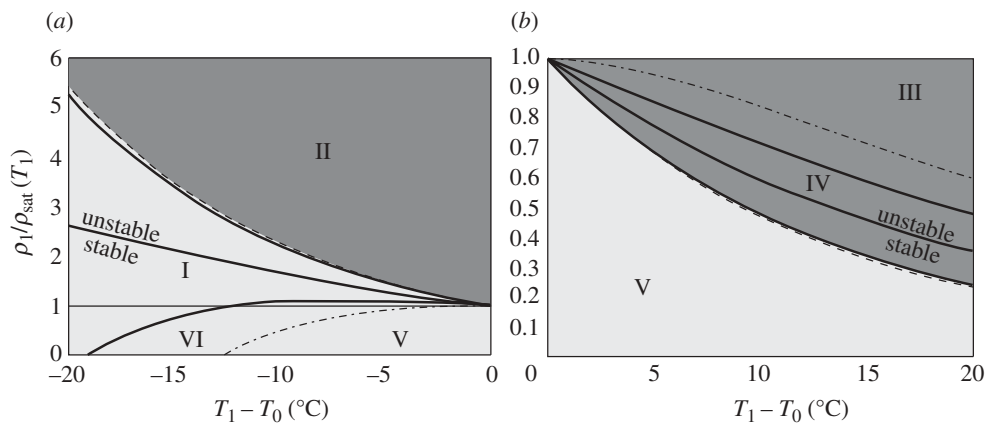 (a)
6
5
4
3
2
1
0
ρ1/ρsat (T1)
II
unstable
stable
I
VI
V
–20
–15
–10
–5
0
T1 – T0 (°C)
(b)
1.0
0.9
0.8
0.7
0.6
0.5
0.4
0.3
0.2
0.1
III
IV
unstable
stable
V
0
5
10
15
20
T1 – T0 (°C)